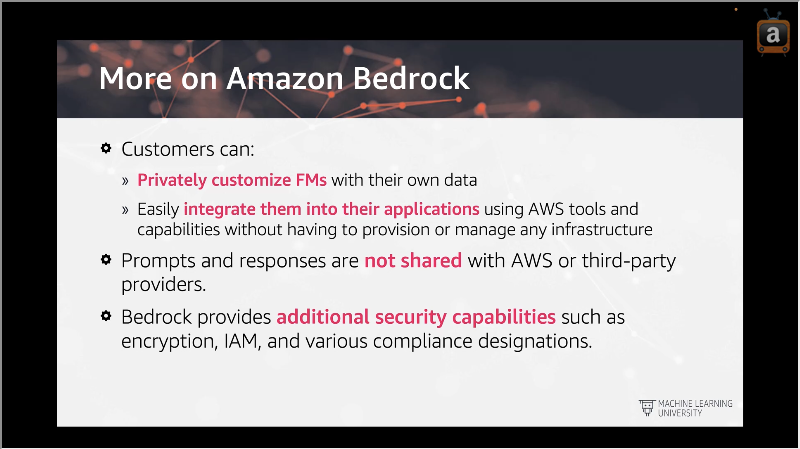 a
More on Amazon Bedrock
Customers can:
» Privately customize FMs with their own data
» Easily integrate them into their applications using AWS tools and
capabilities without having to provision or manage any infrastructure
Prompts and responses are not shared with AWS or third-party
providers.
Bedrock provides additional security capabilities such as
encryption, IAM, and various compliance designations.
MACHINE LEARNING
UNIVERSITY